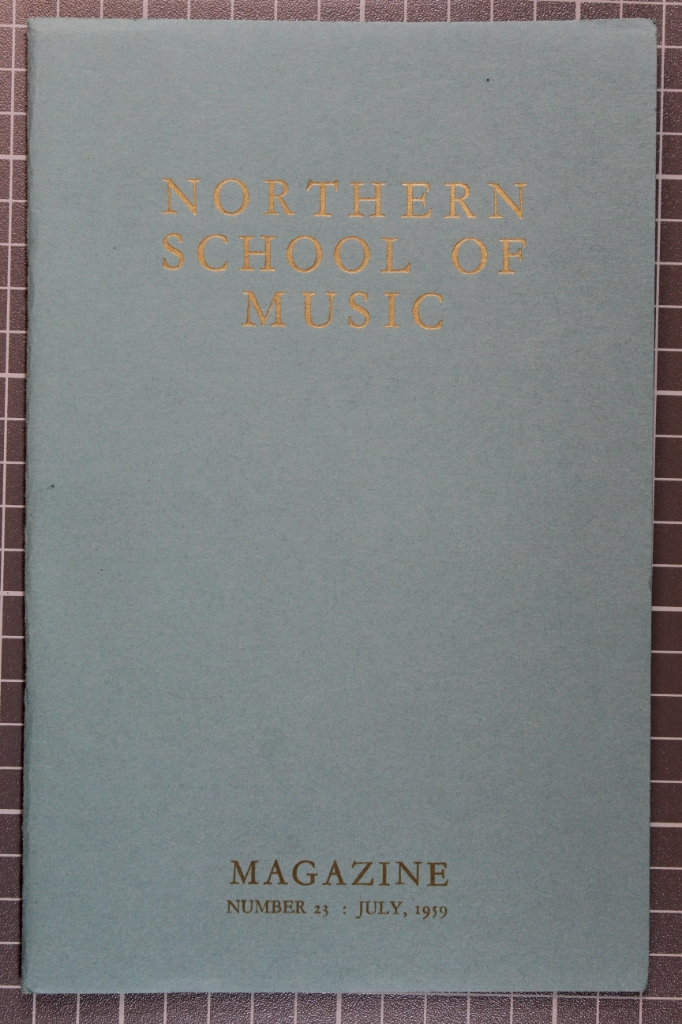 NORTHERN
SCHOOL OF
MUSIC
MAGAZINE
NUMBER 23 : JULY, 1959